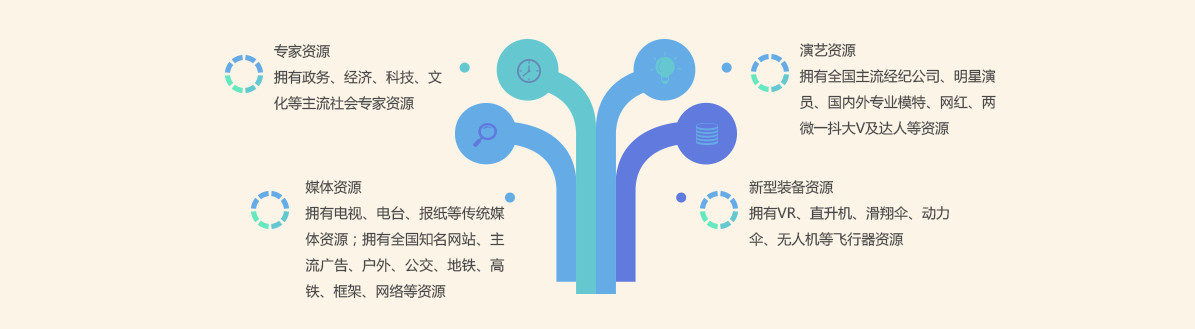 专家资源
拥有政务、经济、科技、文
化等主流社会专家资源
演艺资源
拥有全国主流经纪公司、明星演
员、国内外专业模特、网红、两
微一抖大V及达人等资源
媒体资源
拥有电视、电台、报纸等传统媒
体资源；拥有全国知名网站、主
流广告、户外、公交、地铁、高
铁、框架、网络等资源
新型装备资源
拥有VR、直升机、滑翔伞、动力
伞、无人机等飞行器资源